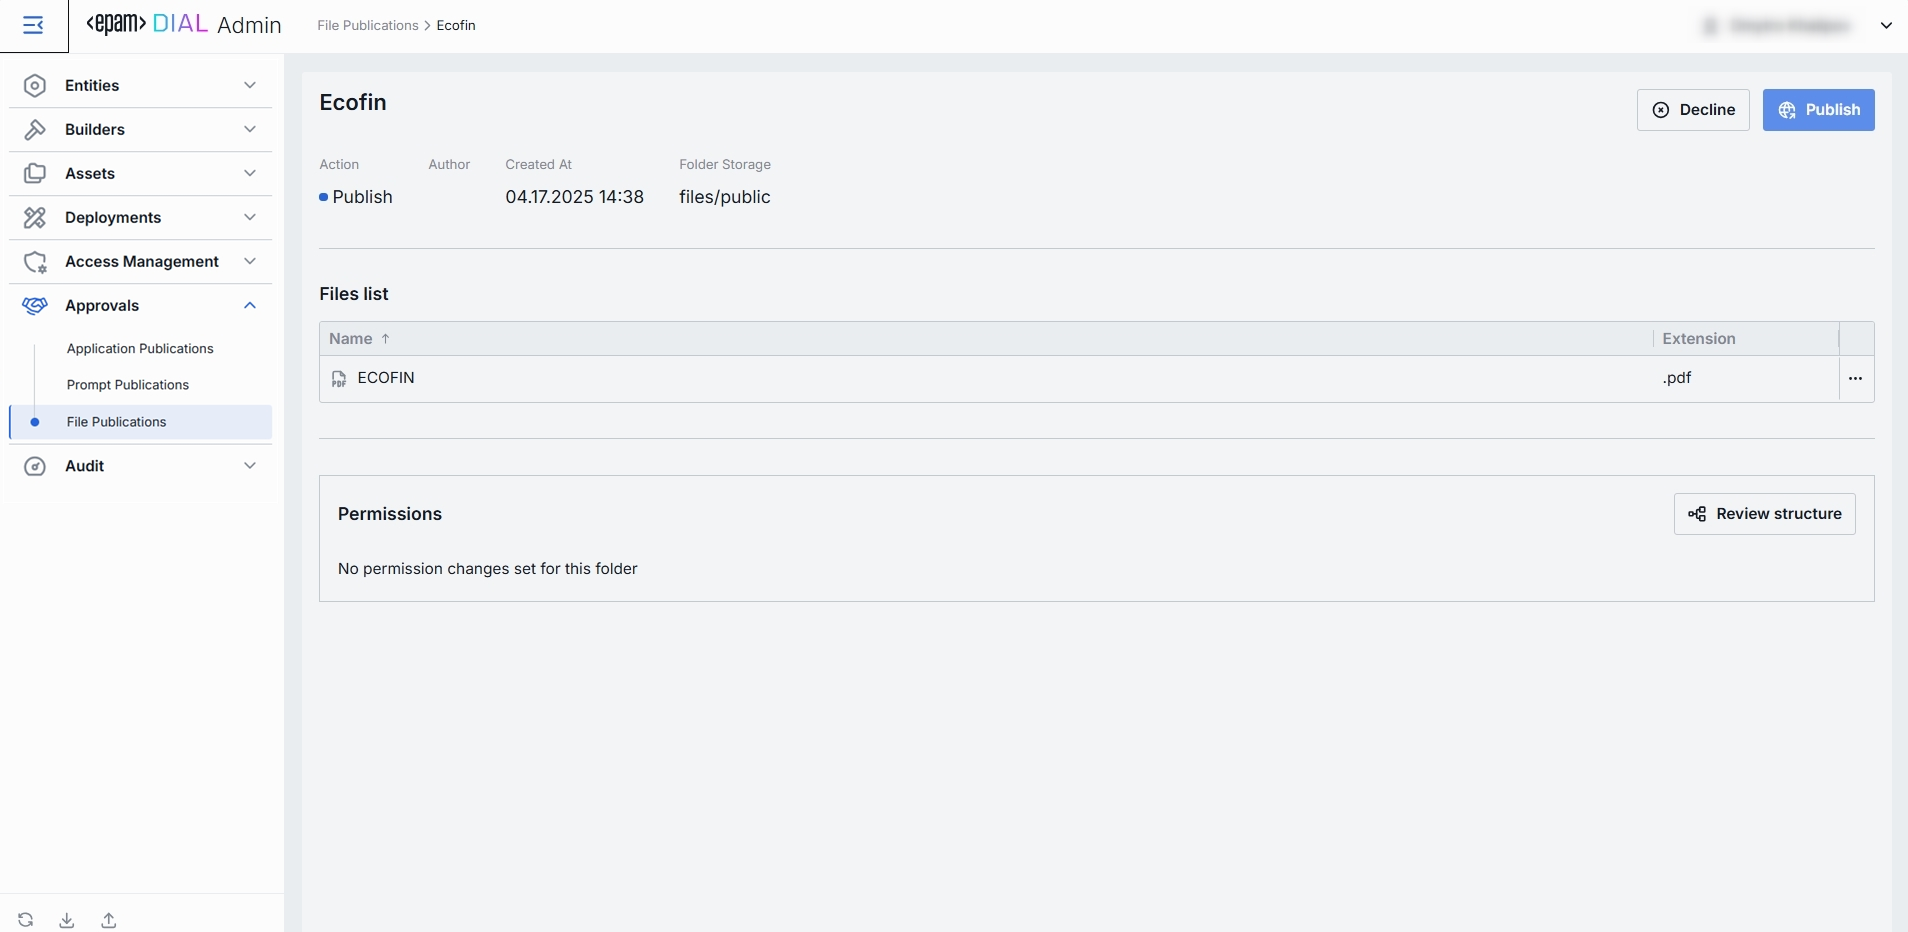 <epam> DIAL Admin
File Publications > Ecofin
Entities
Builders
Assets
Deployments
Access Management
Approvals
Application Publications
Prompt Publications
File Publications
Audit
Ecofin
Decline
Publish
Action Author Created At Folder Storage
Publish 04.17.2025 14:38 files/public
Files list
Name ↑ Extension
PDF ECOFIN .pdf ...
Permissions
Review structure
No permission changes set for this folder